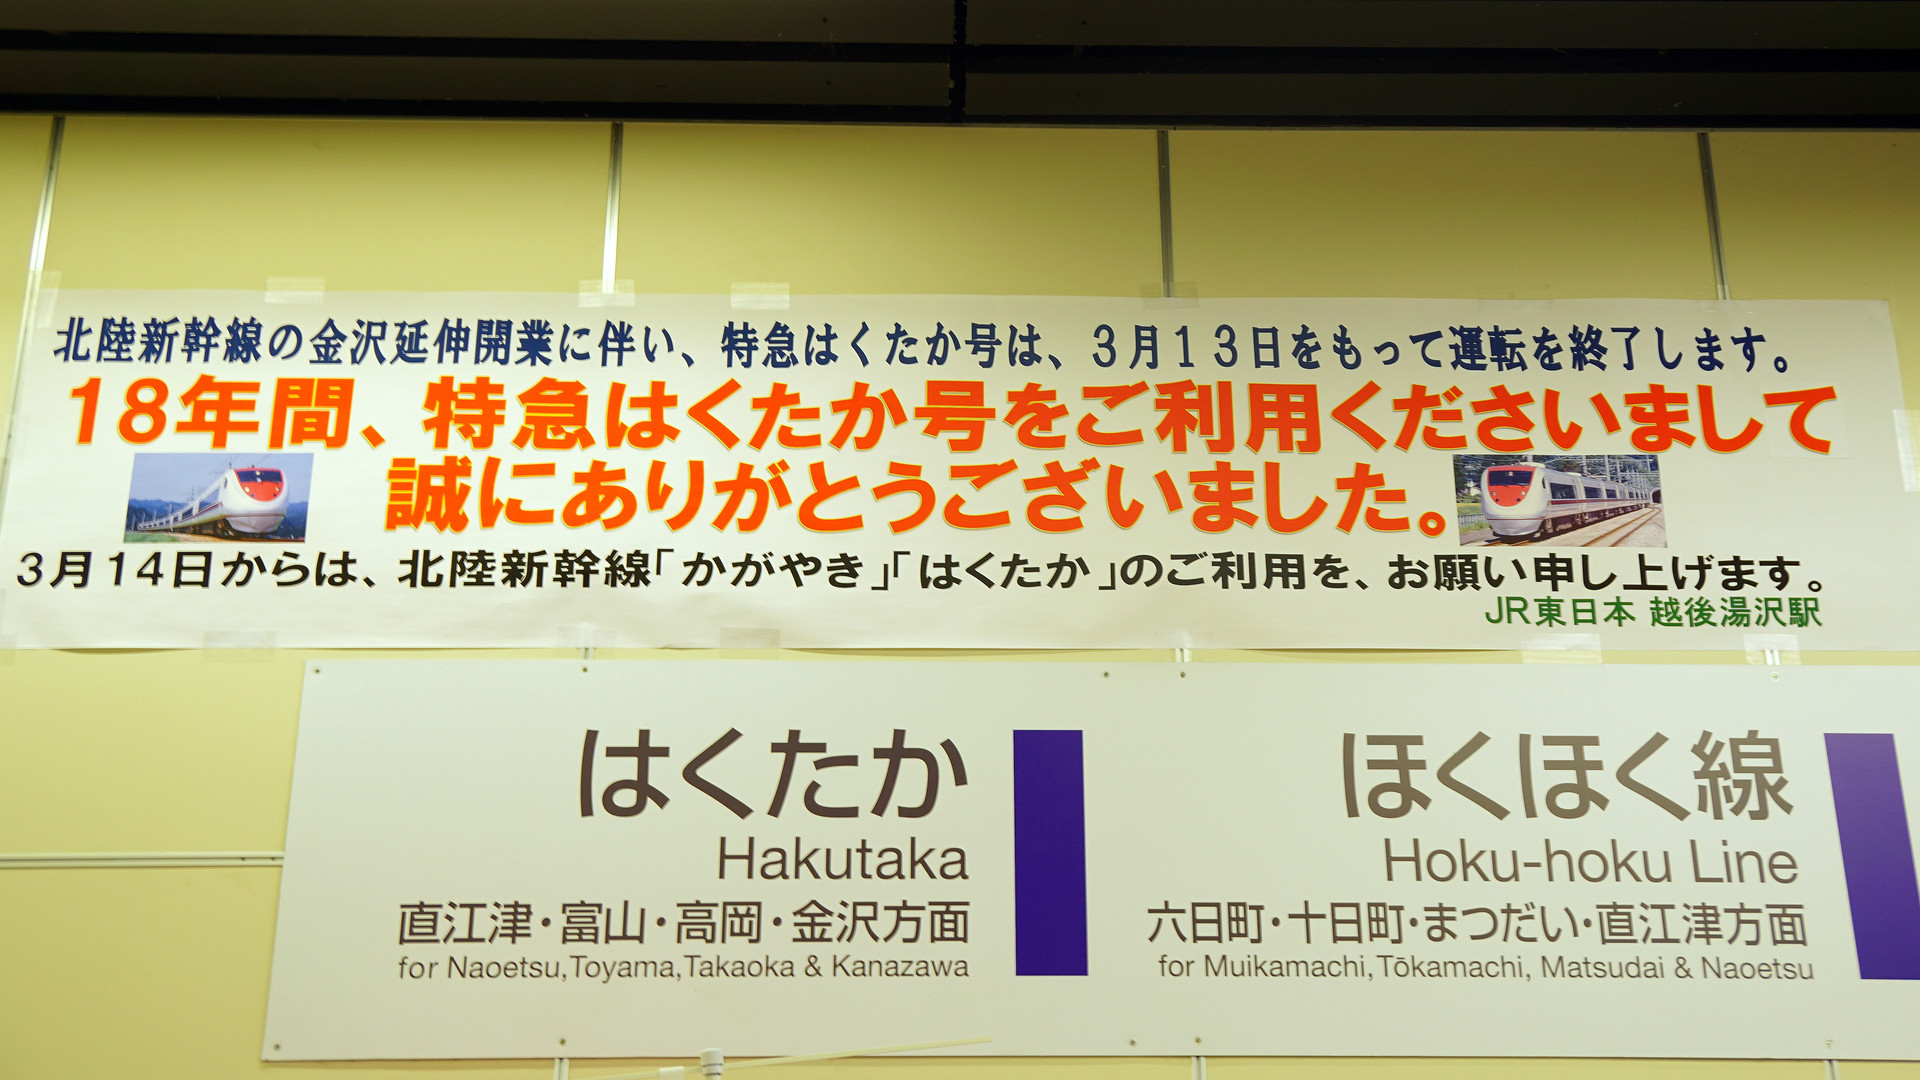 北陸新幹線の金沢延伸開業に伴い、特急はくたか号は、３月１３日をもって運転を終了します。
18年間、特急はくたか号をご利用くださいまして
誠にありがとうございました。
３月１４日からは、北陸新幹線「かがやき」「はくたか」のご利用を、お願い申し上げます。
JR東日本 越後湯沢駅
はくたか
Hakutaka
直江津・富山・高岡・金沢方面
for Naoetsu,Toyama,Takaoka & Kanazawa
ほくほく線
Hoku-hoku Line
六日町・十日町・まつだい・直江津方面
for Muikamachi,Tōkamachi, Matsudai & Naoetsu